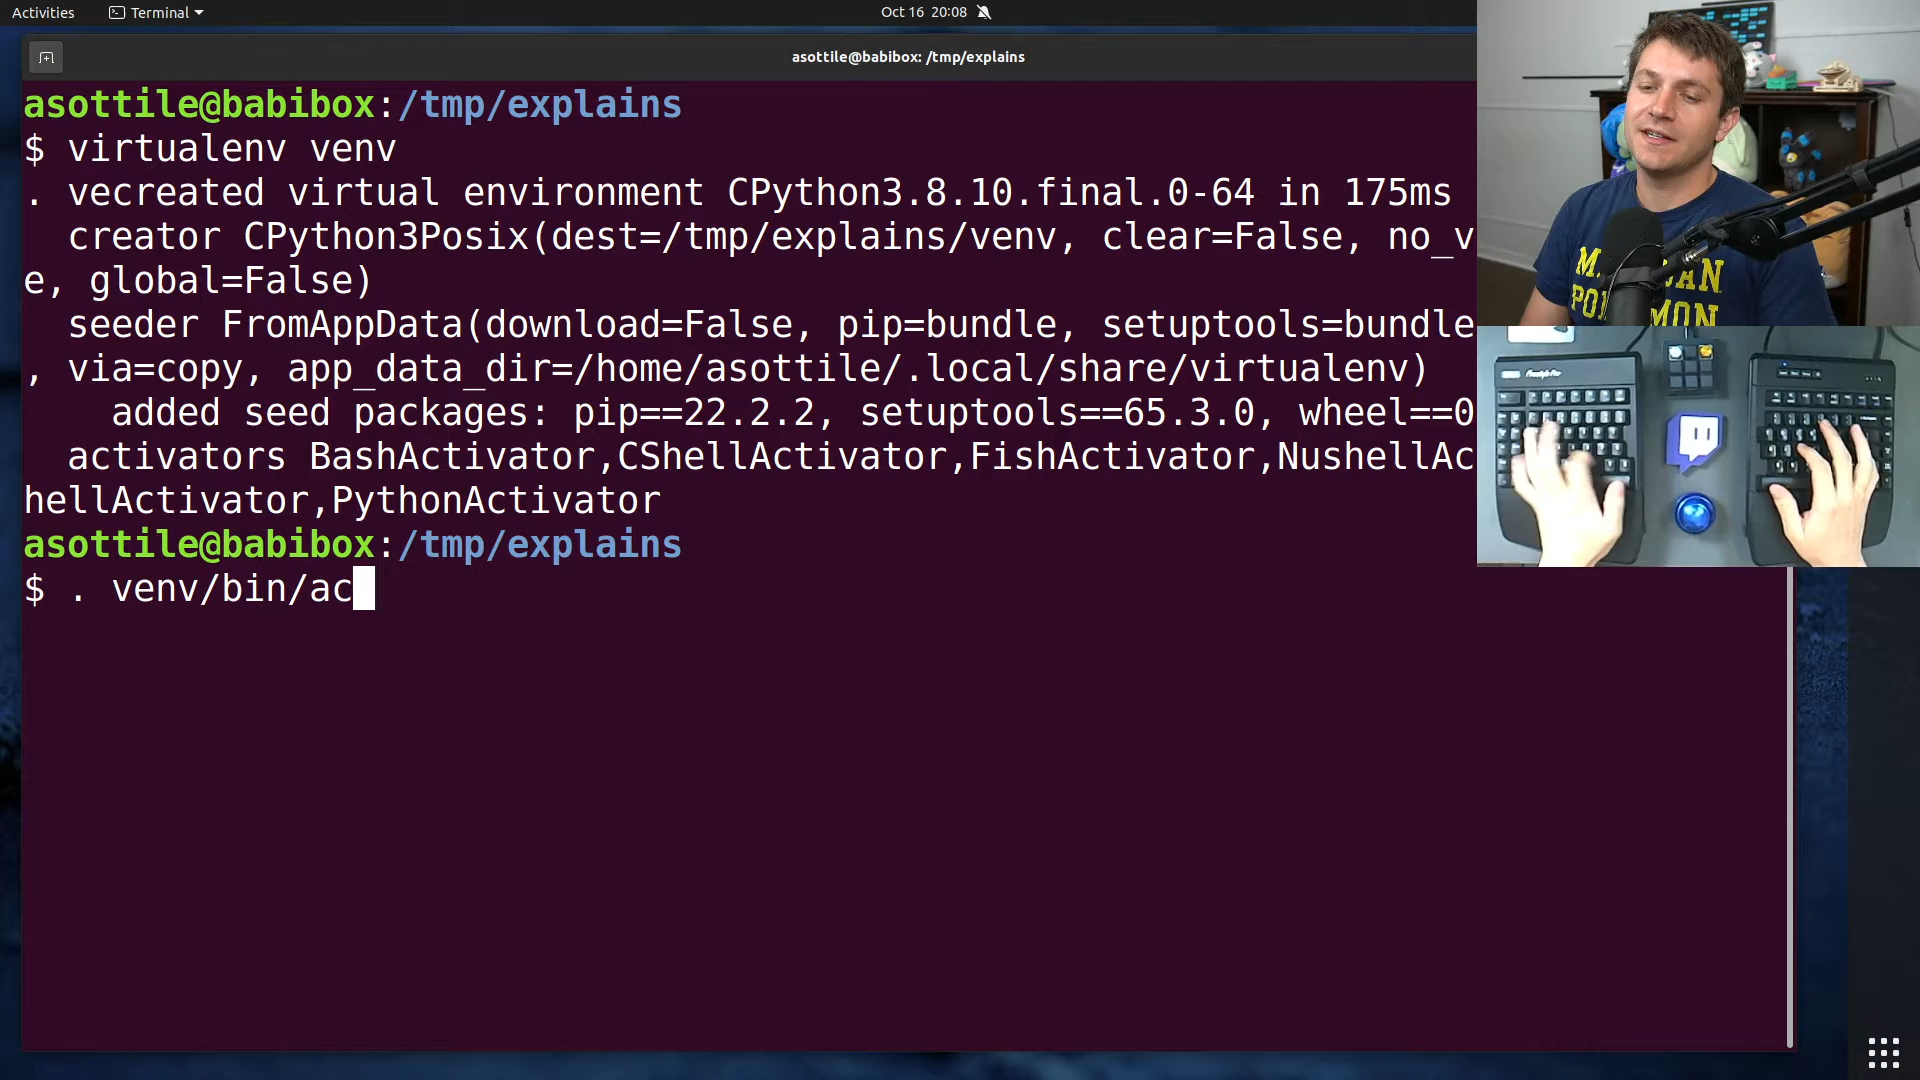 Activities
Terminal
Oct 16 20:08
asottile@babibox: /tmp/explains
asottile@babibox:/tmp/explains
$ virtualenv venv
. vecreated virtual environment CPython3.8.10.final.0-64 in 175ms
creator CPython3Posix(dest=/tmp/explains/venv, clear=False, no_v
e, global=False)
seeder FromAppData(download=False, pip=bundle, setuptools=bundle
, via=copy, app_data_dir=/home/asottile/.local/share/virtualenv)
added seed packages: pip==22.2.2, setuptools==65.3.0, wheel==0
activators BashActivator,CShellActivator,FishActivator,NushellAc
hellActivator,PythonActivator
asottile@babibox:/tmp/explains
$ . venv/bin/ac